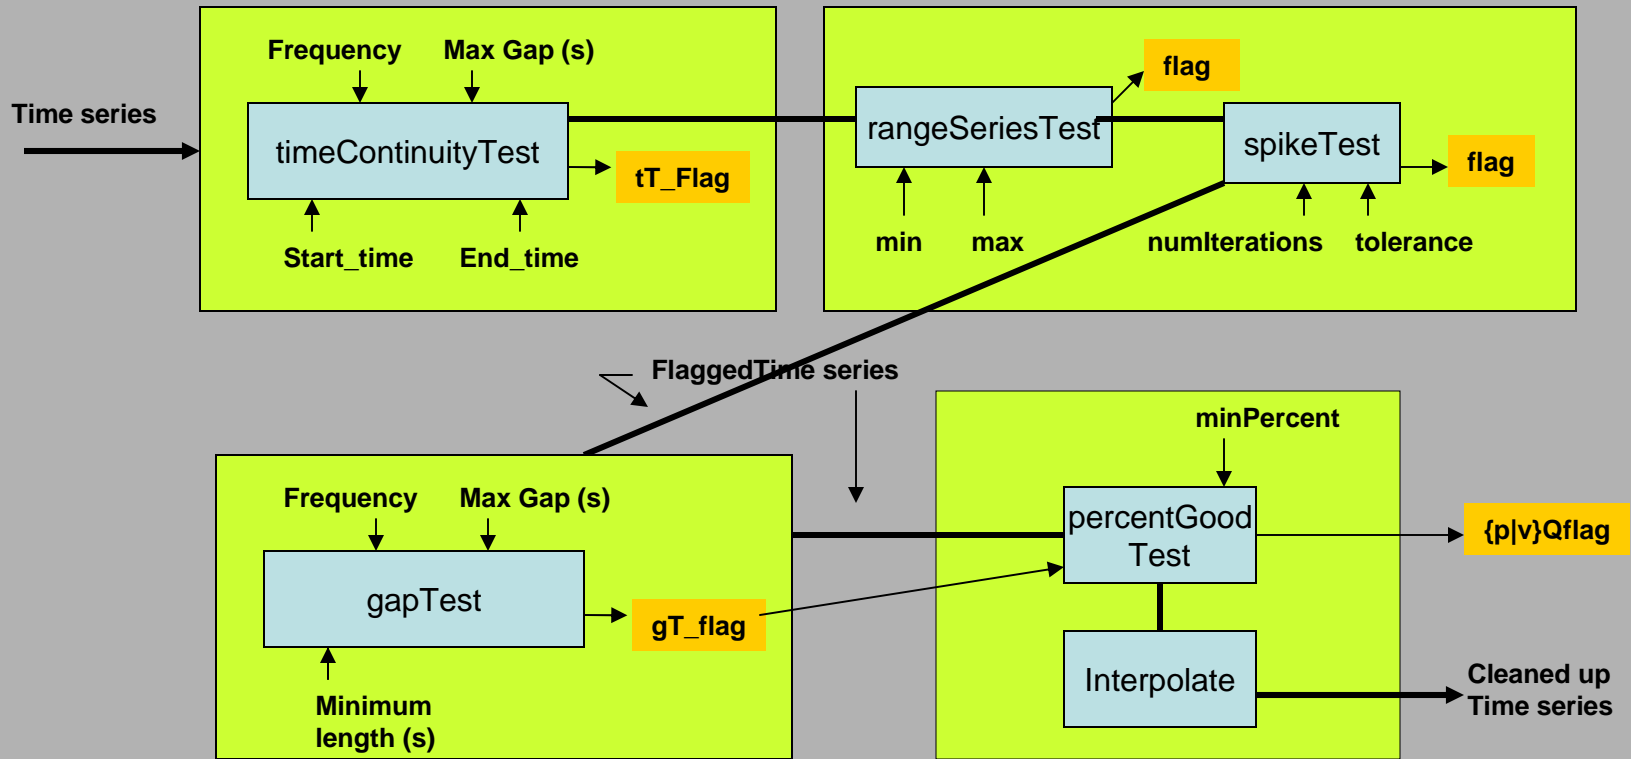 Time series
Frequency
Max Gap (s)
timeContinuityTest
tT_Flag
Start_time
End_time
flag
rangeSeriesTest
min
max
spikeTest
flag
numIterations
tolerance
FlaggedTime series
Frequency
Max Gap (s)
gapTest
gT_flag
Minimum
length (s)
minPercent
percentGood
Test
{p|v}Qflag
Interpolate
Cleaned up
Time series